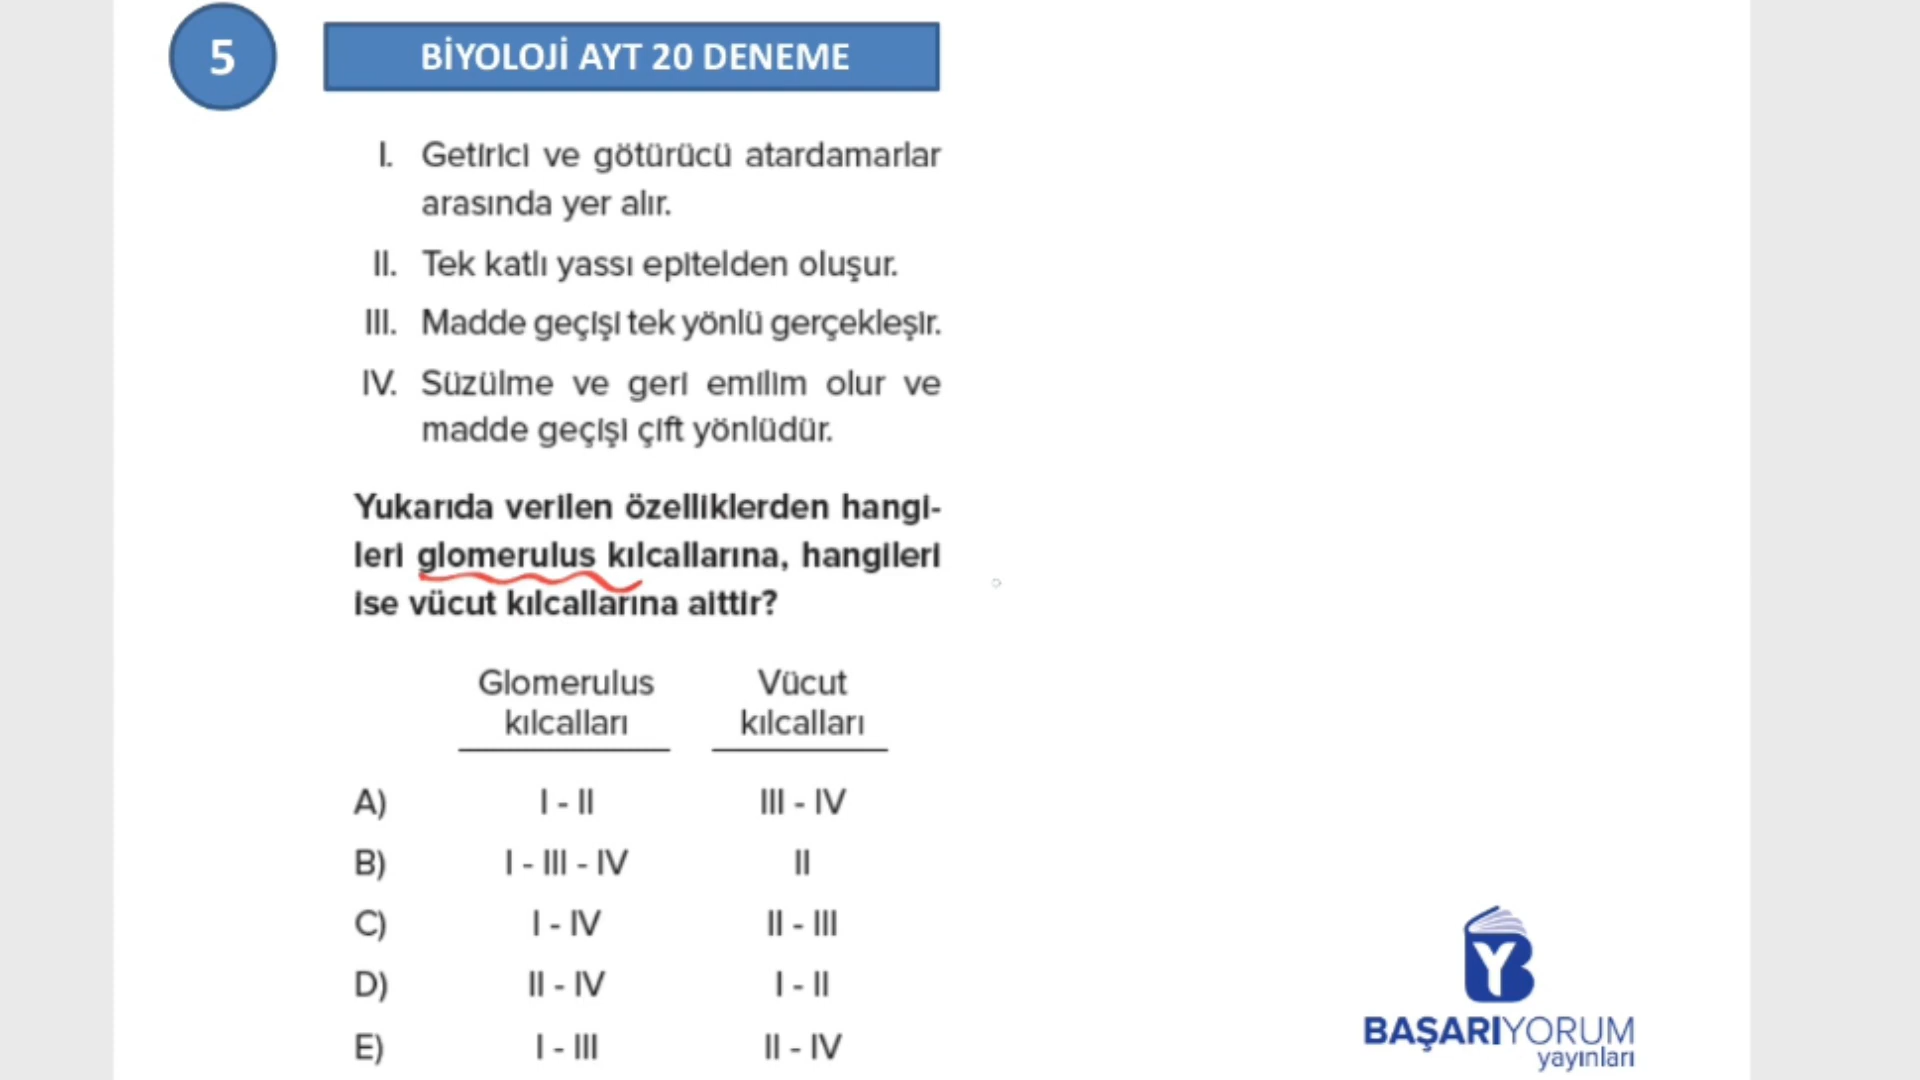 5
BİYOLOJİ AYT 20 DENEME
I. Getirici ve götürücü atardamarlar
arasında yer alır.
II. Tek katlı yassı epitelden oluşur.
III. Madde geçişi tek yönlü gerçekleşir.
IV. Süzülme ve geri emilim olur ve
madde geçişi çift yönlüdür.
Yukarıda verilen özelliklerden hangi-
leri glomerulus kılcallarına, hangileri
ise vücut kılcallarına aittir?
Glomerulus Vücut
kılcalları kılcalları
A) I - II III - IV
B) I - III - IV II
C) I - IV II - III
D) II - IV I - II
E) I - III II - IV
BAŞARIYORUM
yayınları